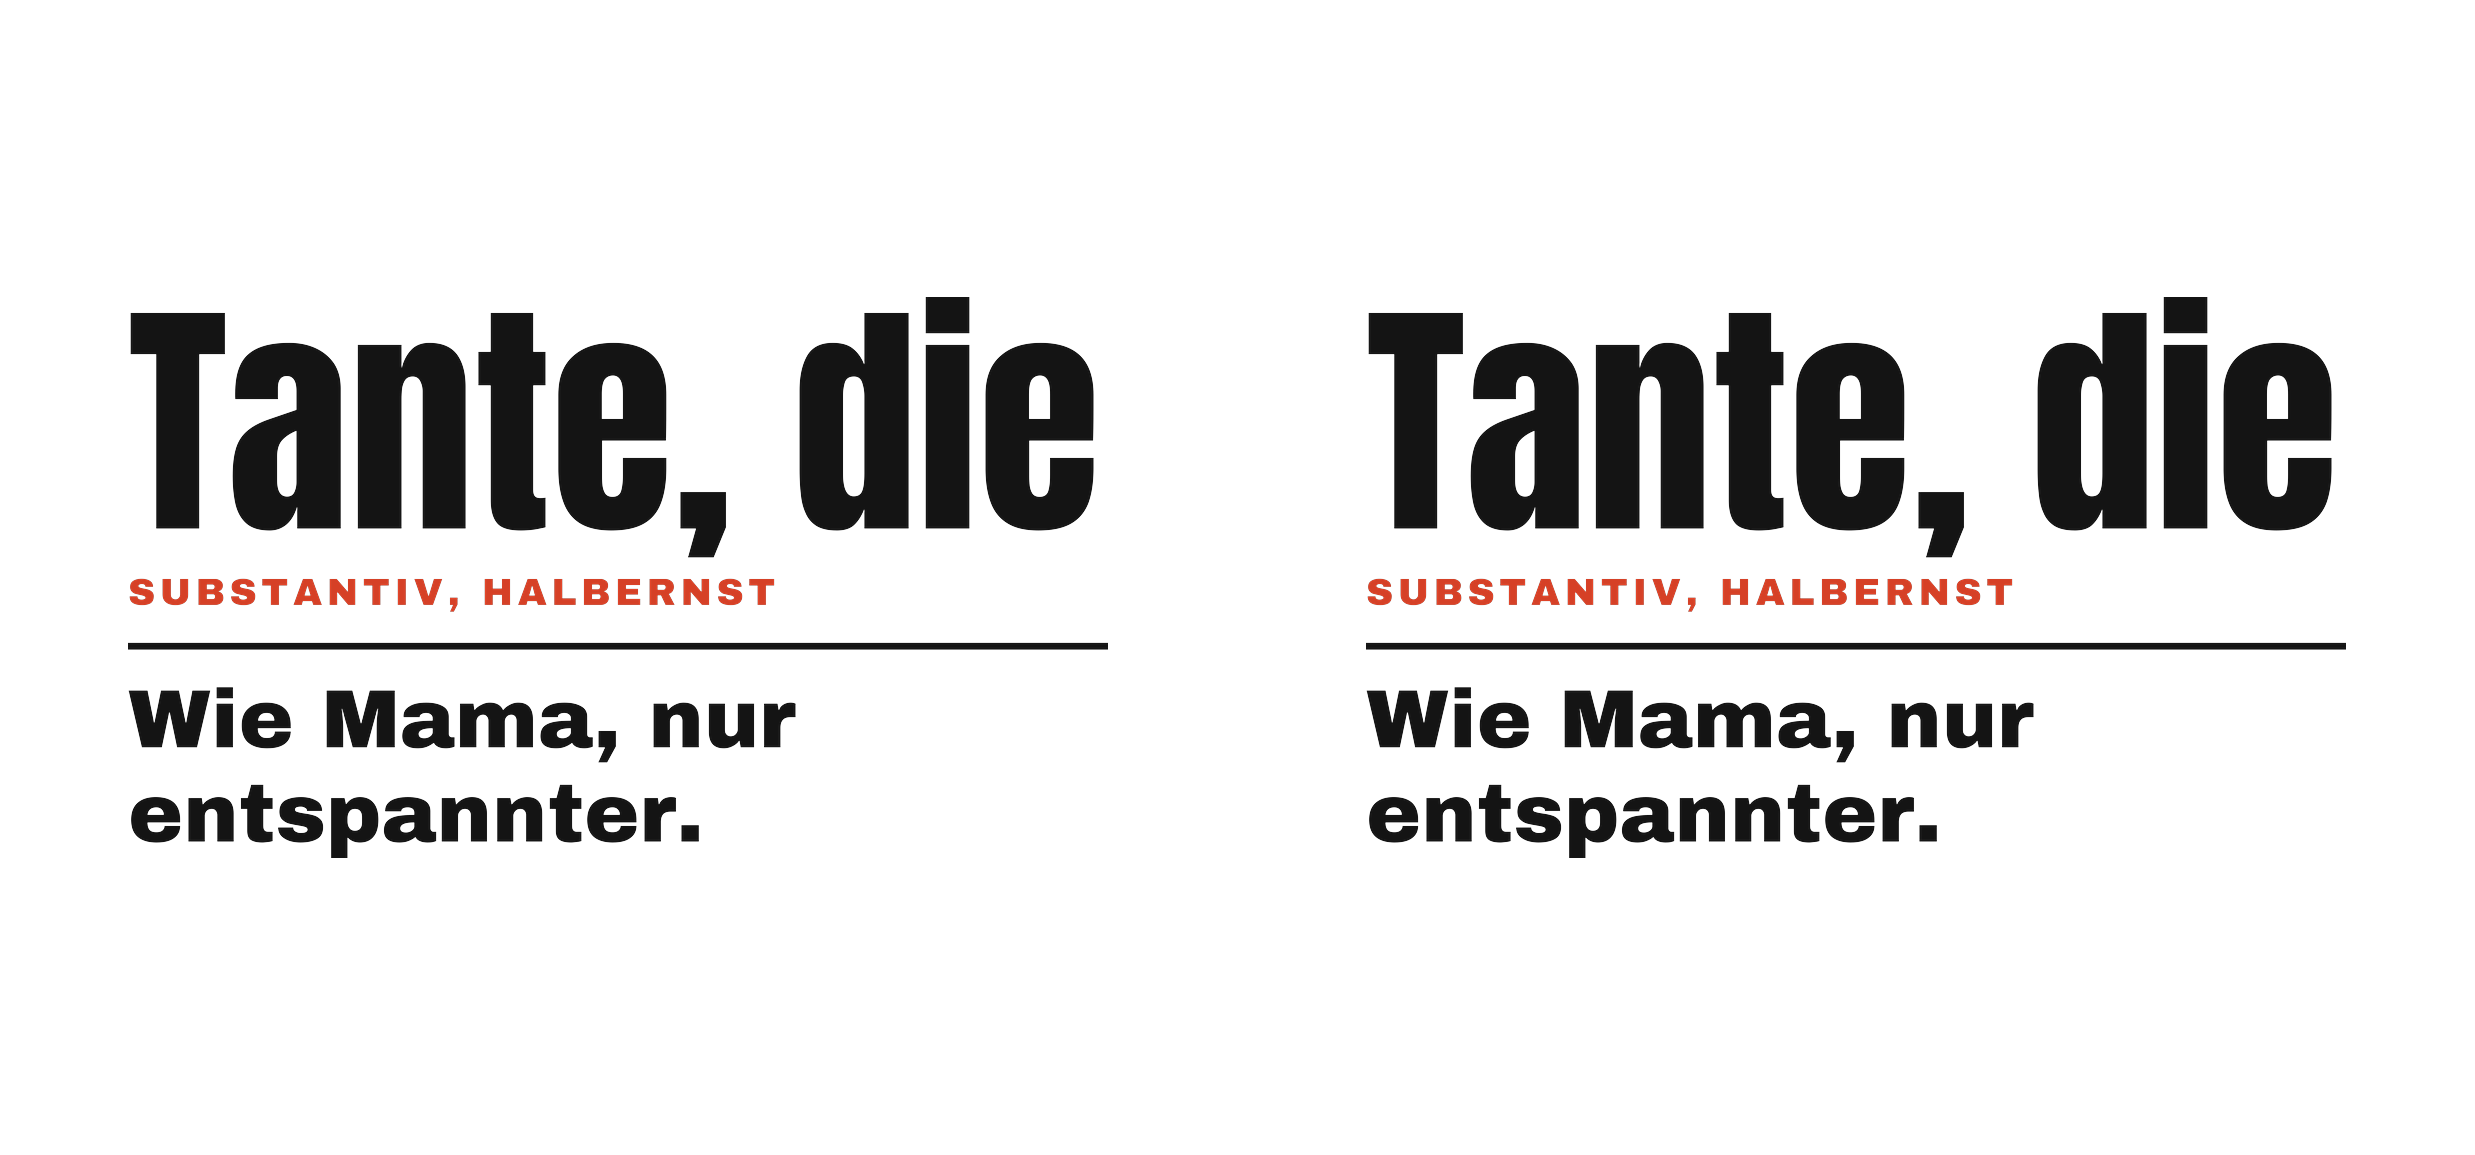 Tante, die
SUBSTANTIV, HALBERNST
Wie Mama, nur
entspannter.
Tante, die
SUBSTANTIV, HALBERNST
Wie Mama, nur
entspannter.